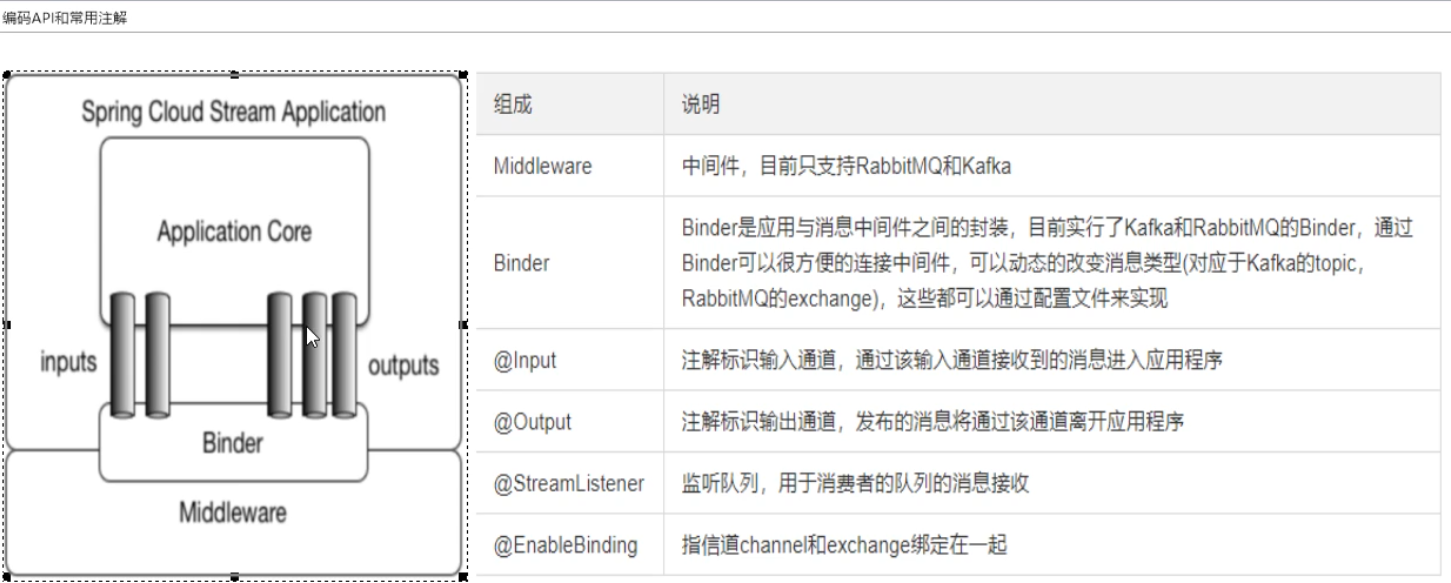 编码API和常用注解
Spring Cloud Stream Application
Application Core
inputs
outputs
Binder
Middleware
组成 说明
Middleware 中间件，目前只支持RabbitMQ和Kafka
Binder Binder是应用与消息中间件之间的封装，目前实行了Kafka和RabbitMQ的Binder，通过
Binder可以很方便的连接中间件，可以动态的改变消息类型(对应于Kafka的topic，
RabbitMQ的exchange)，这些都可以通过配置文件来实现
@Input 注解标识输入通道，通过该输入通道接收到的消息进入应用程序
@Output 注解标识输出通道，发布的消息将通过该通道离开应用程序
@StreamListener 监听队列，用于消费者的队列的消息接收
@EnableBinding 指信道channel和exchange绑定在一起